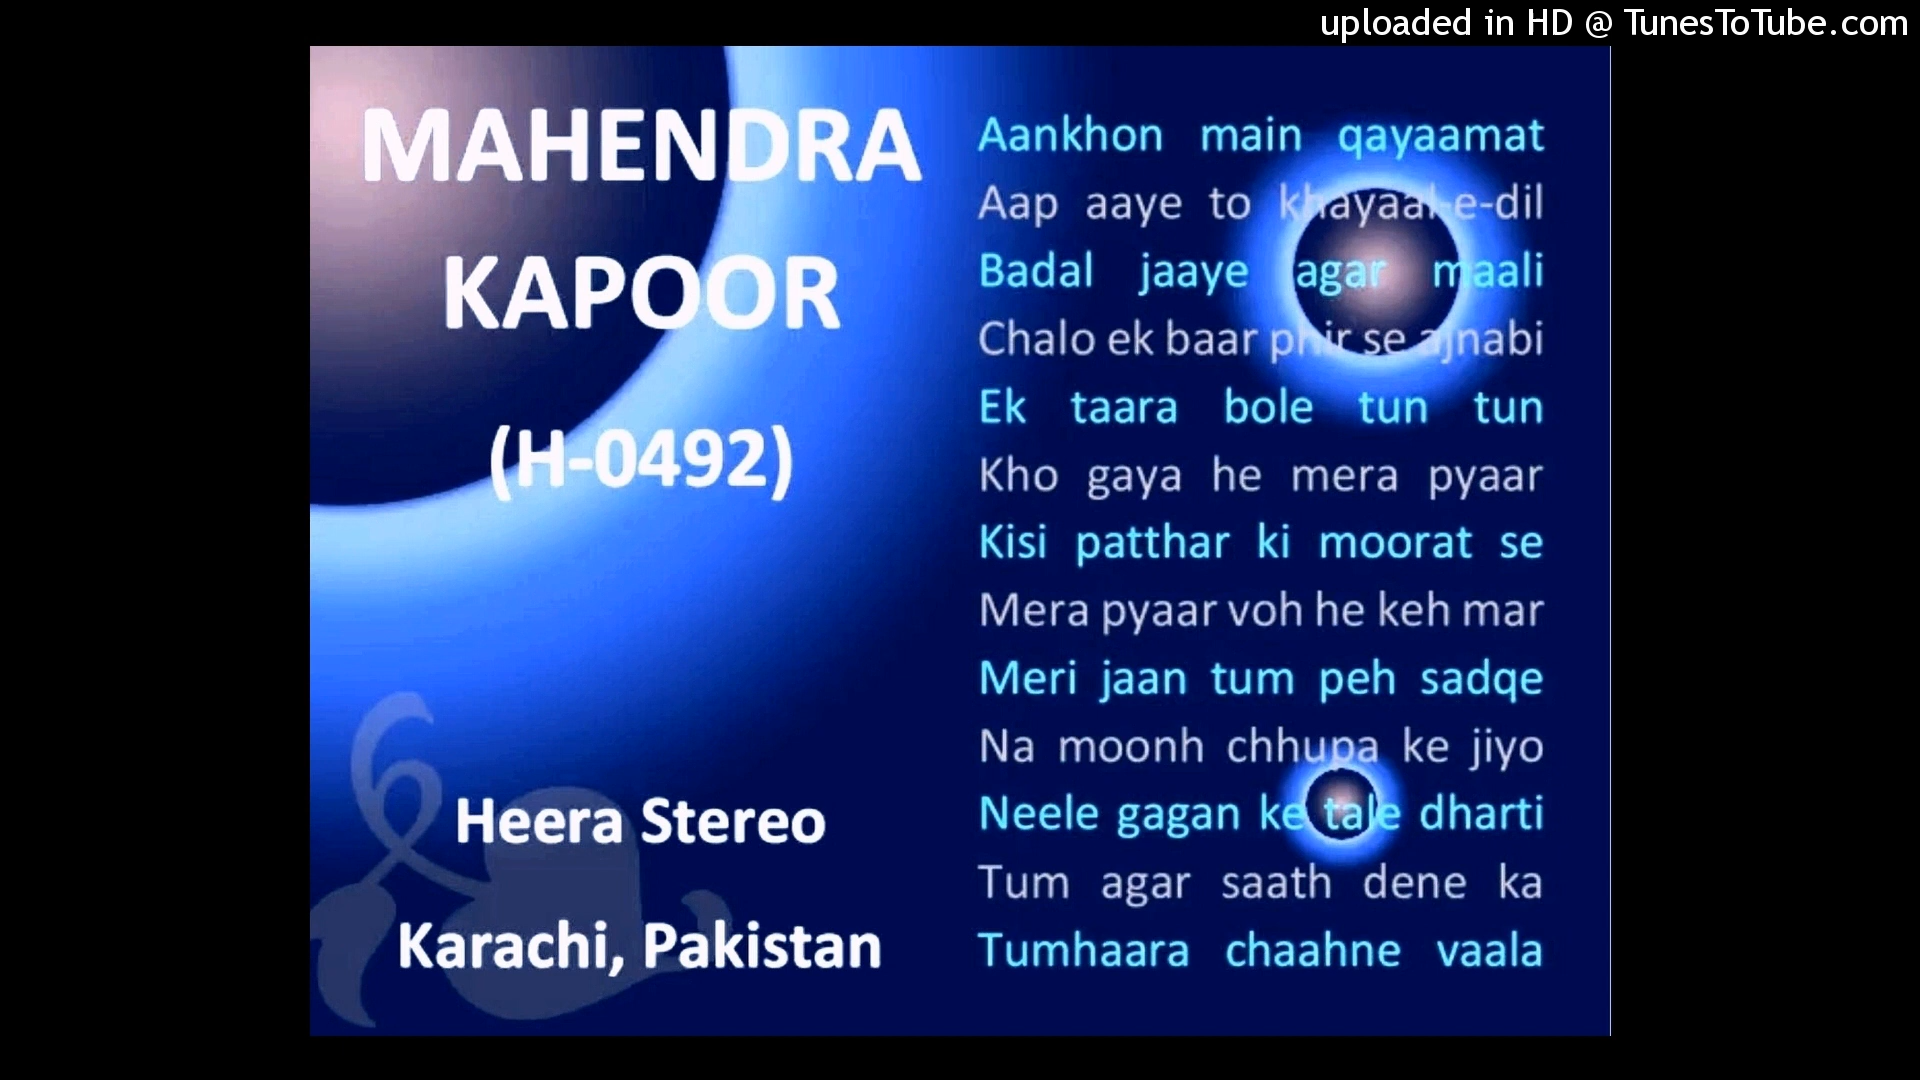 uploaded in HD @ TunesToTube.com
MAHENDRA
KAPOOR
(H-0492)
Heera Stereo
Karachi, Pakistan
Aankhon main qayaamat
Aap aaye to khayaal-e-dil
Badal jaaye agar maali
Chalo ek baar phir se ajnabi
Ek taara bole tun tun
Kho gaya he mera pyaar
Kisi patthar ki moorat se
Mera pyaar voh he keh mar
Meri jaan tum peh sadqe
Na moonh chhupa ke jiyo
Neele gagan ke tale dharti
Tum agar saath dene ka
Tumhaara chaahne vaala